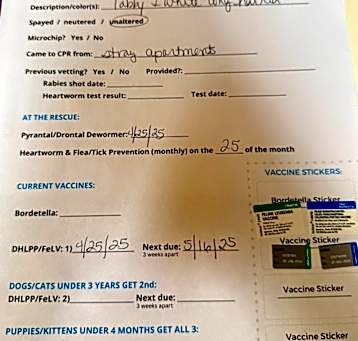 Description/color(s): Tabby & White
Spayed / neutered / unaltered
Microchip? Yes / No
Came to CPR from: stray apartments
Previous vetting? Yes / No Provided?:
Rabies shot date:
Heartworm test result: Test date:
AT THE RESCUE:
Pyrantal/Drontal Dewormer: 4/25/25
Heartworm & Flea/Tick Prevention (monthly) on the 25 of the month
VACCINE STICKERS:
CURRENT VACCINES:
Bordetella Sticker
Bordetella:
FELINE LEUKEMIA
VACCINE
Vaccine Sticker
DHLPP/FeLV: 1) 4/25/25 Next due: 5/16/25
3 weeks apart
DOGS/CATS UNDER 3 YEARS GET 2nd:
Vaccine Sticker
DHLPP/FeLV: 2) Next due:
3 weeks apart
PUPPIES/KITTENS UNDER 4 MONTHS GET ALL 3:
Vaccine Sticker